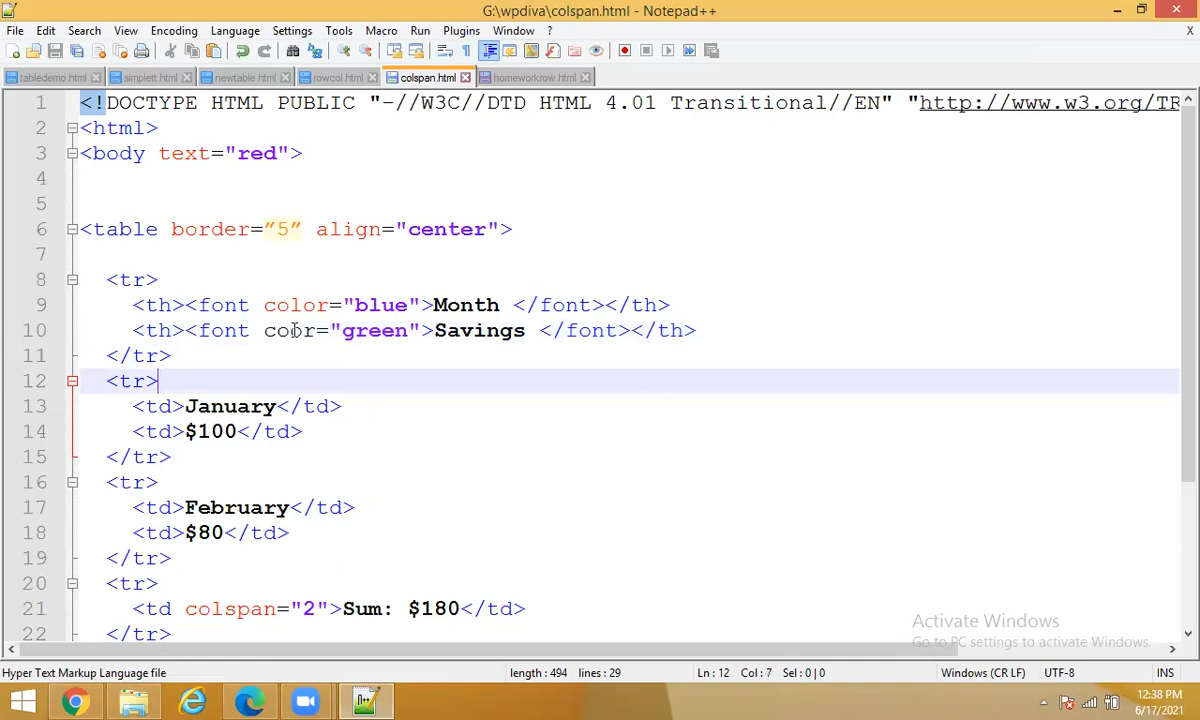 G:\wpdiva\colspan.html - Notepad++
File Edit Search View Encoding Language Settings Tools Macro Run Plugins Window ? X
tabledemo.html simplett.html newtable.html rowcol.html colspan.html homeworkrow.html
1 <!DOCTYPE HTML PUBLIC "-//W3C//DTD HTML 4.01 Transitional//EN" "http://www.w3.org/TR
2 <html>
3 <body text="red">
4
5
6 <table border=”5” align="center">
7
8 <tr>
9 <th><font color="blue">Month </font></th>
10 <th><font color="green">Savings </font></th>
11 </tr>
12 <tr>
13 <td>January</td>
14 <td>$100</td>
15 </tr>
16 <tr>
17 <td>February</td>
18 <td>$80</td>
19 </tr>
20 <tr>
21 <td colspan="2">Sum: $180</td>
22 </tr>
Activate Windows
Go to PC settings to activate Windows.
Hyper Text Markup Language file length : 494 lines : 29 Ln : 12 Col : 7 Sel : 0 | 0 Windows (CR LF) UTF-8 INS
12:38 PM
6/17/2021